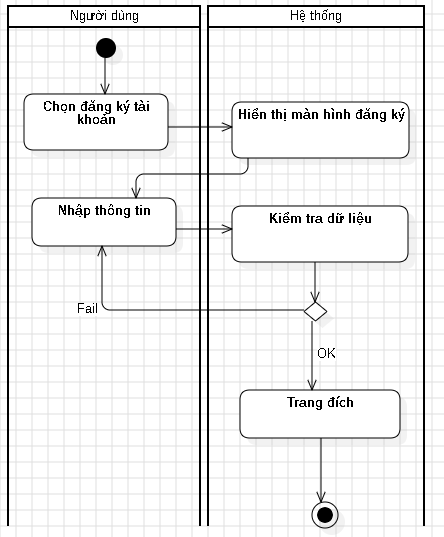 Người dùng
Hệ thống
Chọn đăng ký tài
khoản
Hiển thị màn hình đăng ký
Nhập thông tin
Kiểm tra dữ liệu
Fail
OK
Trang đích